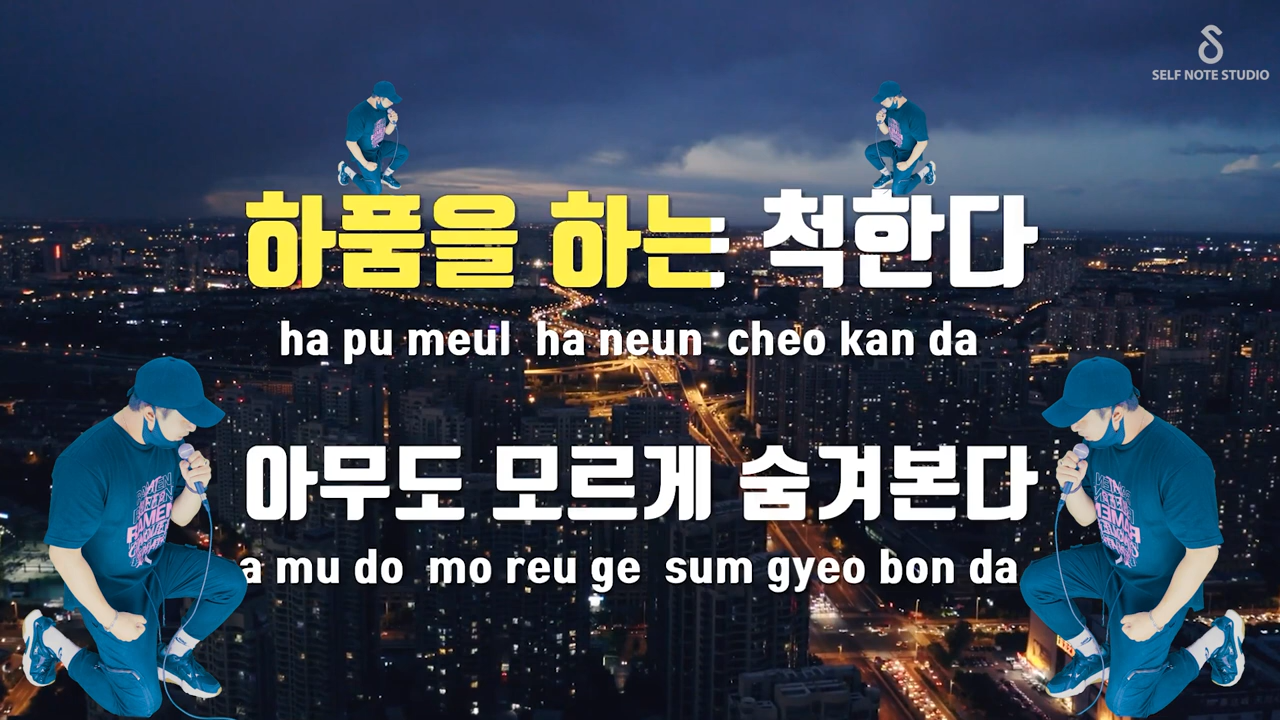 SELF NOTE STUDIO
하품을 하는 척한다
ha pu meul ha neun cheo kan da
아무도 모르게 숨겨본다
a mu do mo reu ge sum gyeo bon da
RAMEN